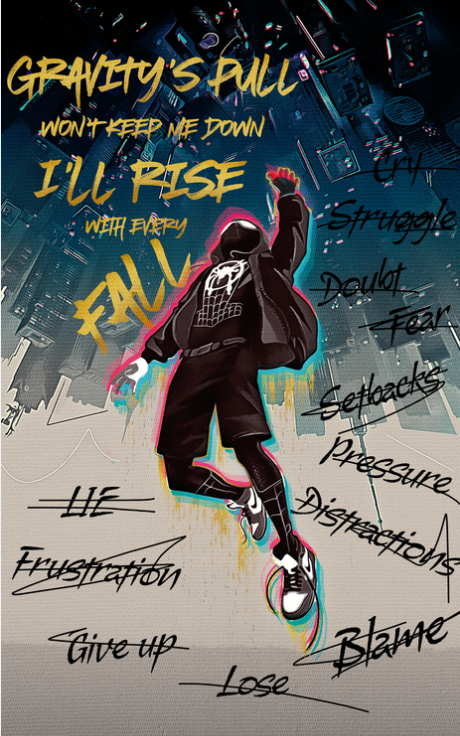 GRAVITY'S PULL
WON'T KEEP ME DOWN
I'LL RISE
WITH EVERY
FALL
Cry
Struggle
Doubt
Fear
Setbacks
Pressure
Distractions
LIE
Frustration
Give up
Blame
Lose